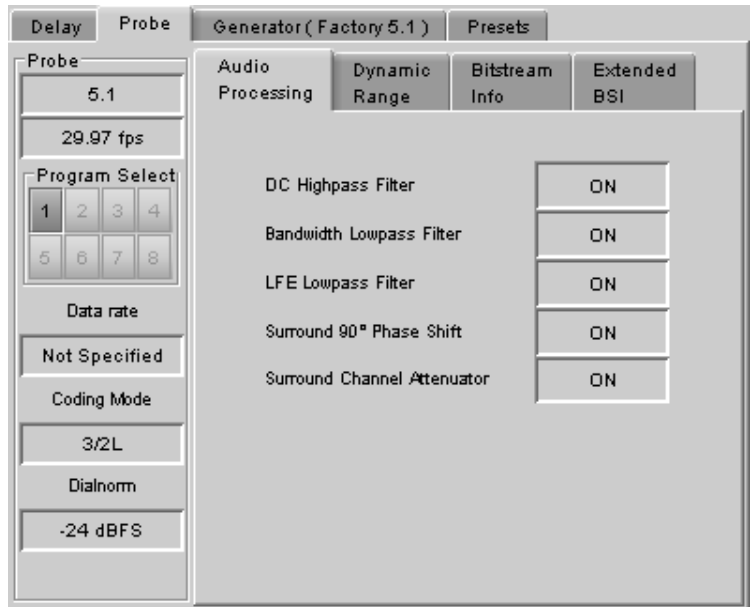 Delay Probe Generator ( Factory 5.1 ) Presets
Probe
5.1
29.97 fps
Program Select
1 2 3 4
5 6 7 8
Data rate
Not Specified
Coding Mode
3/2L
Dialnorm
-24 dBFS
Audio Processing
Dynamic Range
Bitstream Info
Extended BSI
DC Highpass Filter ON
Bandwidth Lowpass Filter ON
LFE Lowpass Filter ON
Surround 90° Phase Shift ON
Surround Channel Attenuator ON